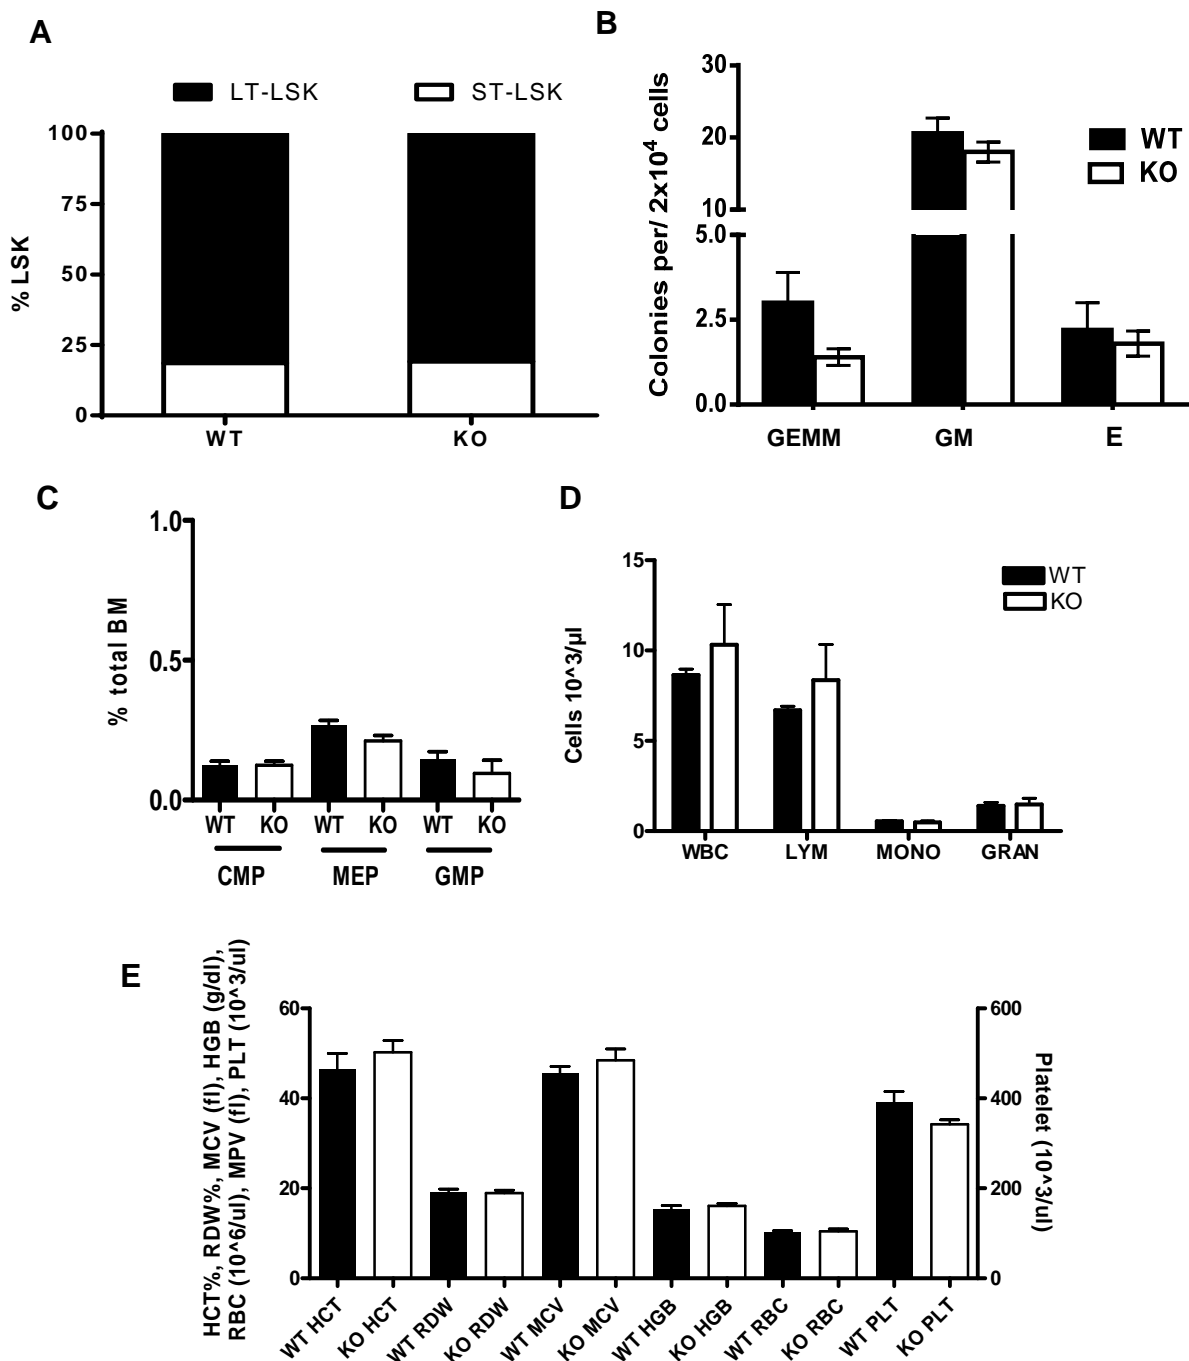 A
LT-LSK ST-LSK
% LSK
100
75
50
25
0
WT KO
B
Colonies per/ 2x10⁴ cells
30
20
10
5.0
2.5
0.0
WT
KO
GEMM GM E
C
% total BM
1.0
0.5
0.0
WT KO WT KO WT KO
CMP MEP GMP
D
Cells 10^3/µl
15
10
5
0
WT
KO
WBC LYM MONO GRAN
E
HCT%, RDW%, MCV (fl), HGB (g/dl),
RBC (10^6/ul), MPV (fl), PLT (10^3/ul)
60
40
20
0
600
400
200
0
Platelet (10^3/ul)
WT HCT
KO HCT
WT RDW
KO RDW
WT MCV
KO MCV
WT HGB
KO HGB
WT RBC
KO RBC
WT PLT
KO PLT